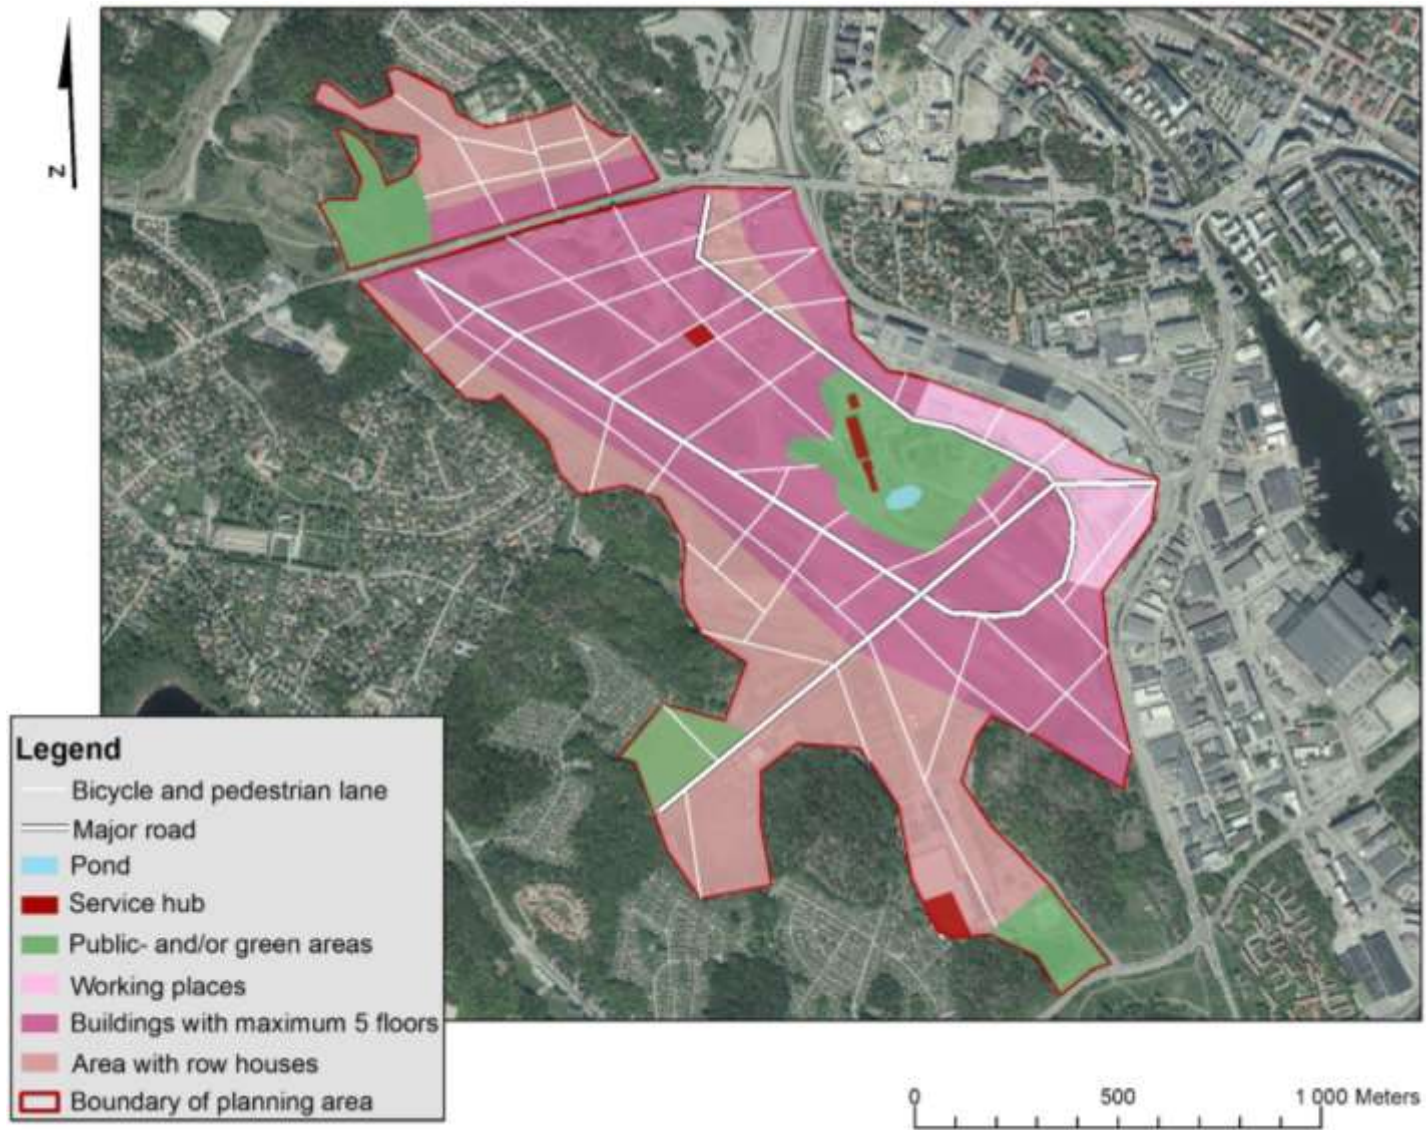 N
Legend
Bicycle and pedestrian lane
Major road
Pond
Service hub
Public- and/or green areas
Working places
Buildings with maximum 5 floors
Area with row houses
Boundary of planning area
0 500 1 000 Meters